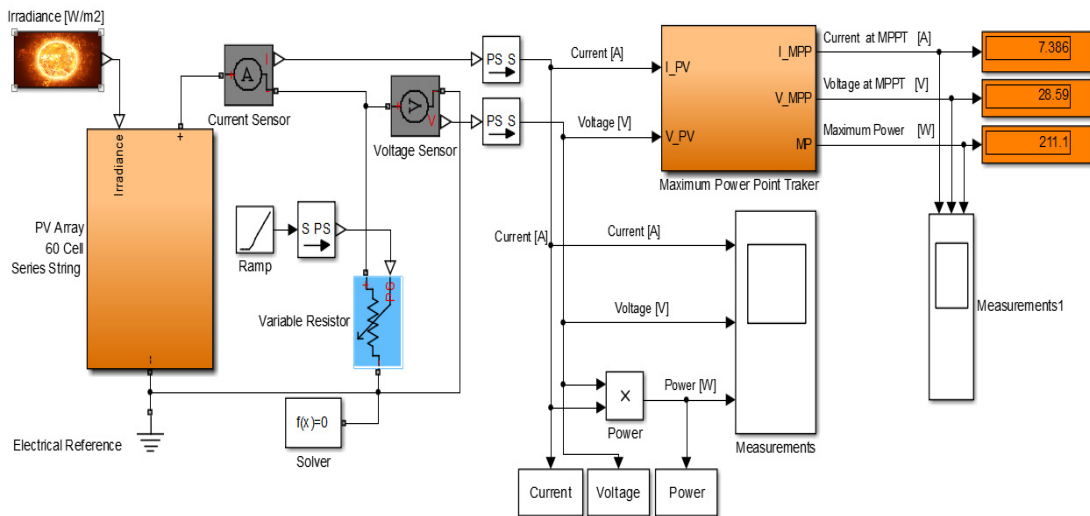 Irradiance [W/m2]
Irradiance
+
-
PV Array
60 Cell
Series String
Electrical Reference
+
A
I
Current Sensor
+
V
V
Voltage Sensor
PS S
PS S
Ramp
S PS
+
PS
-
Variable Resistor
f(x)=0
Solver
Current [A]
Voltage [V]
I_PV
V_PV
I_MPP
V_MPP
MP
Maximum Power Point Traker
Current at MPPT [A]
Voltage at MPPT [V]
Maximum Power [W]
7.386
28.59
211.1
Measurements1
Current [A]
Current [A]
Voltage [V]
Power [W]
×
Power
Measurements
Current
Voltage
Power